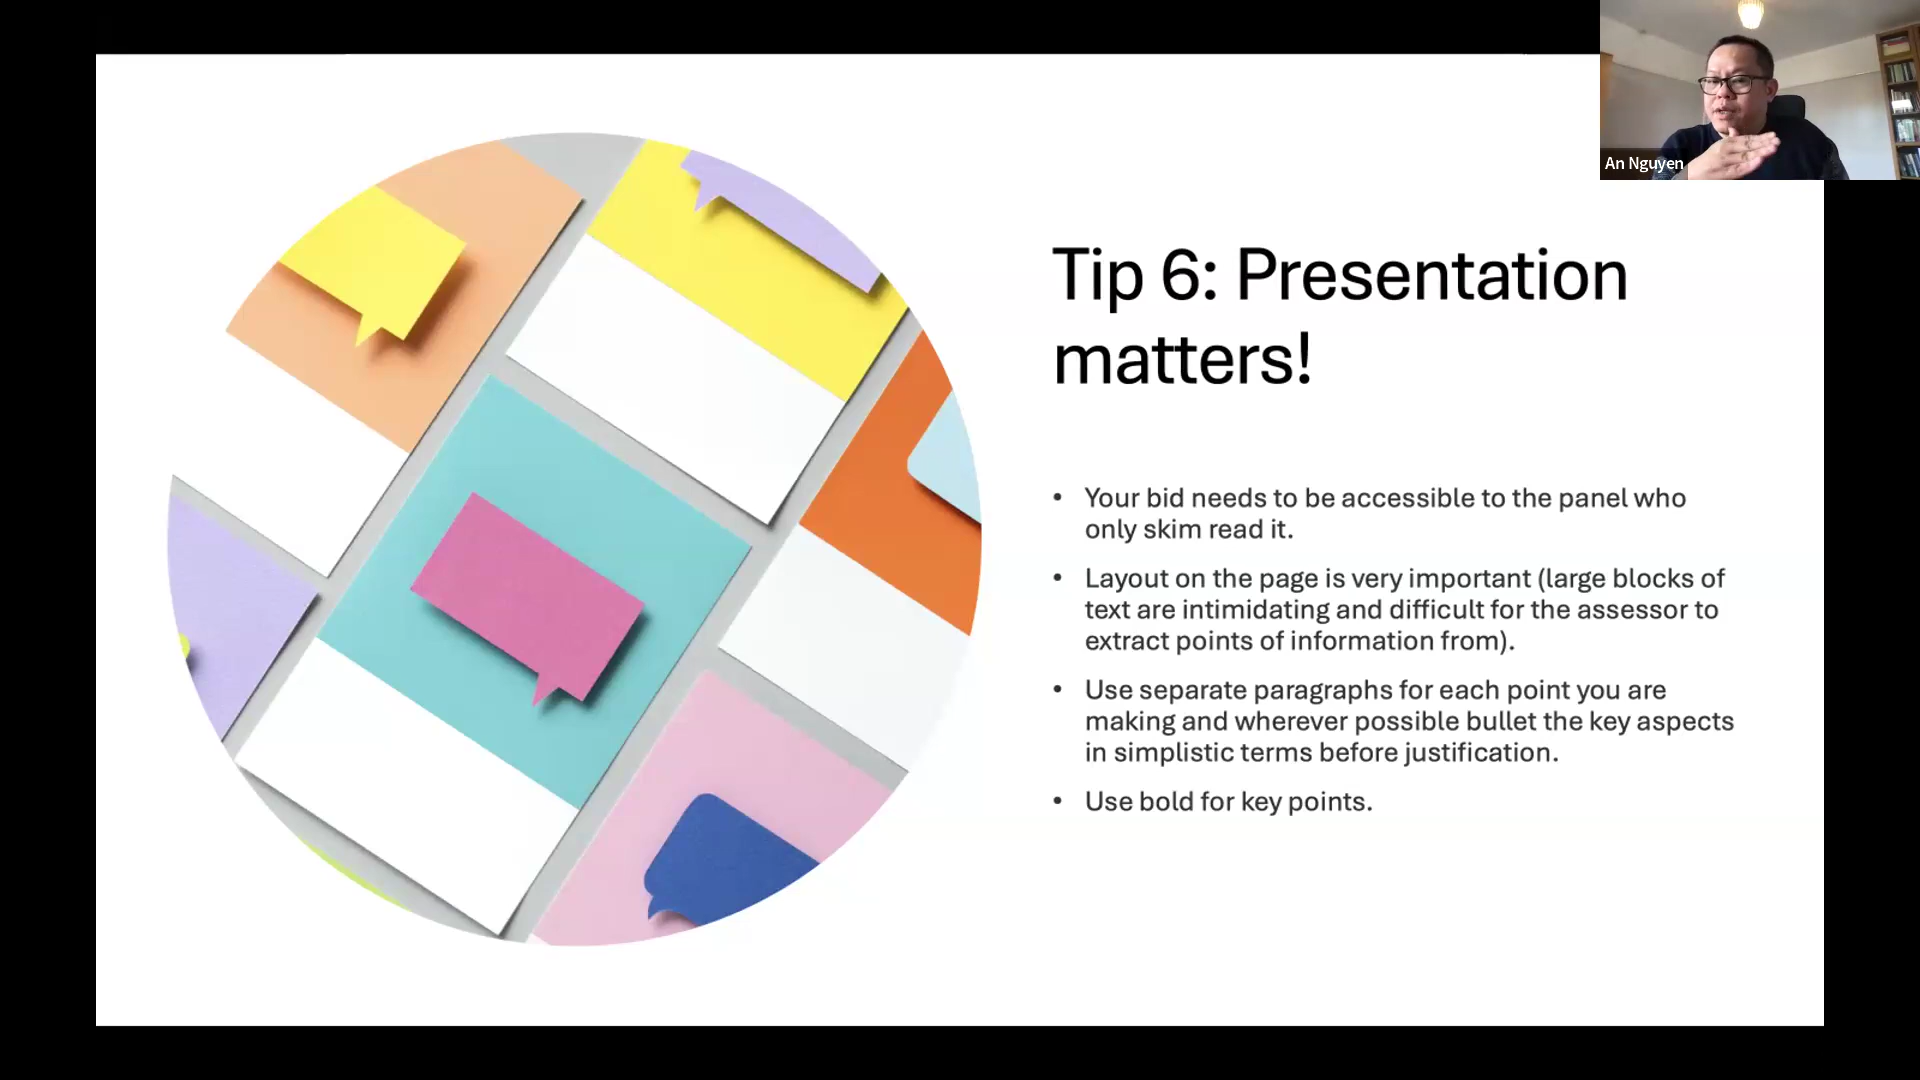 An Nguyen
Tip 6: Presentation
matters!
• Your bid needs to be accessible to the panel who
only skim read it.
• Layout on the page is very important (large blocks of
text are intimidating and difficult for the assessor to
extract points of information from).
• Use separate paragraphs for each point you are
making and wherever possible bullet the key aspects
in simplistic terms before justification.
• Use bold for key points.